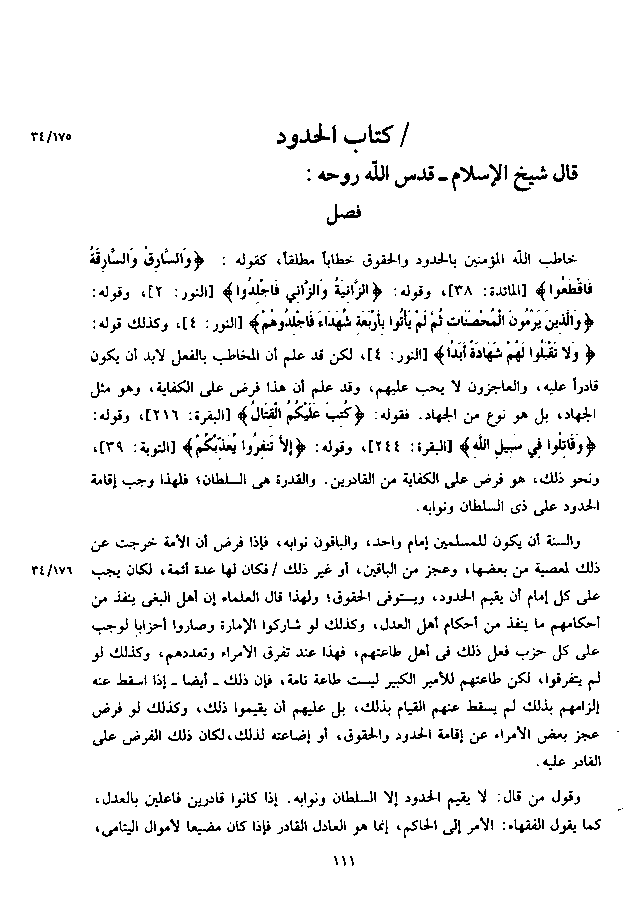 ٣٤/١٧٥
/ كتاب الحدود
قال شيخ الإسلام ـ قدس الله روحه :
فصل
خاطب الله المؤمنين بالحدود والحقوق خطاباً مطلقاً، كقوله : ﴿ وَالسَّارِقُ وَالسَّارِقَةُ
فَاقْطَعُوا ﴾ [المائدة: ٣٨]، وقوله: ﴿ الزَّانِيَةُ وَالزَّانِي فَاجْلِدُوا ﴾ [النور: ٢]، وقوله:
﴿ وَالَّذِينَ يَرْمُونَ الْمُحْصَنَاتِ ثُمَّ لَمْ يَأْتُوا بِأَرْبَعَةِ شُهَدَاءَ فَاجْلِدُوهُمْ ﴾ [النور: ٤]، وكذلك قوله:
﴿ وَلا تَقْبَلُوا لَهُمْ شَهَادَةً أَبَدًا ﴾ [النور: ٤]، لكن قد علم أن المخاطب بالفعل لابد أن يكون
قادراً عليه، والعاجزون لا يجب عليهم، وقد علم أن هذا فرض على الكفاية، وهو مثل
الجهاد، بل هو نوع من الجهاد. فقوله: ﴿ كُتِبَ عَلَيْكُمُ الْقِتَالُ ﴾ [البقرة: ٢١٦]، وقوله:
﴿ وَقَاتِلُوا فِي سَبِيلِ اللَّهِ ﴾ [البقرة: ٢٤٤]، وقوله: ﴿ إِلاَّ تَنفِرُوا يُعَذِّبْكُمْ ﴾ [التوبة: ٣٩]،
ونحو ذلك، هو فرض على الكفاية من القادرين. والقدرة هى السلطان؛ فلهذا وجب إقامة
الحدود على ذى السلطان ونوابه.
والسنة أن يكون للمسلمين إمام واحد، والباقون نوابه، فإذا فرض أن الأمة خرجت عن
ذلك لمعصية من بعضها، وعجز من الباقين، أو غير ذلك / فكان لها عدة أئمة، لكان يجب
٣٤/١٧٦
على كل إمام أن يقيم الحدود، ويستوفى الحقوق؛ ولهذا قال العلماء إن أهل البغى ينفذ من
أحكامهم ما ينفذ من أحكام أهل العدل، وكذلك لو شاركوا الإمارة وصاروا أحزابا لوجب
على كل حزب فعل ذلك فى أهل طاعتهم، فهذا عند تفرق الأمراء وتعددهم، وكذلك لو
لم يتفرقوا، لكن طاعتهم للأمير الكبير ليست طاعة تامة، فإن ذلك ـ أيضا ـ إذا اسقط عنه
إلزامهم بذلك لم يسقط عنهم القيام بذلك، بل عليهم أن يقيموا ذلك، وكذلك لو فرض
عجز بعض الأمراء عن إقامة الحدود والحقوق، أو إضاعته لذلك، لكان ذلك الفرض على
القادر عليه.
وقول من قال: لا يقيم الحدود إلا السلطان ونوابه. إذا كانوا قادرين فاعلين بالعدل،
كما يقول الفقهاء: الأمر إلى الحاكم، إنما هو العادل القادر فإذا كان مضيعا لأموال اليتامى،
١١١